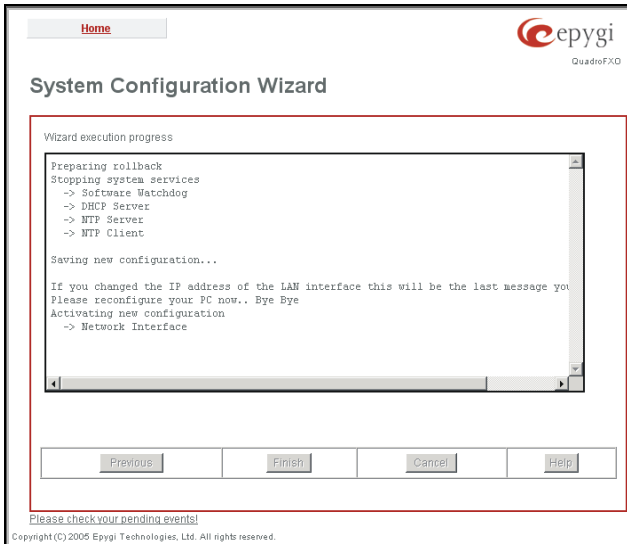 Home
epygi
QuadroFXO
System Configuration Wizard
Wizard execution progress
Preparing rollback
Stopping system services
-> Software Watchdog
-> DHCP Server
-> NTP Server
-> NTP Client
Saving new configuration...
If you changed the IP address of the LAN interface this will be the last message you
Please reconfigure your PC now.. Bye Bye
Activating new configuration
-> Network Interface
Previous Finish Cancel Help
Please check your pending events!
Copyright (C) 2005 Epygi Technologies, Ltd. All rights reserved.